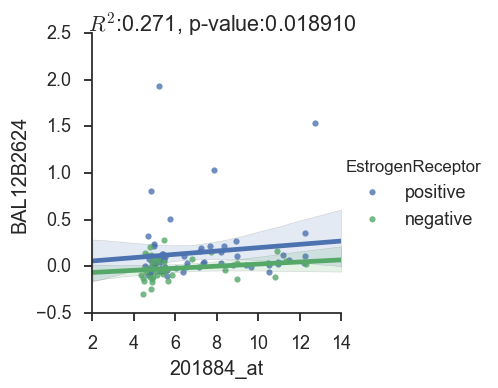 R²:0.271, p-value:0.018910
2.5
2.0
1.5
1.0
0.5
0.0
−0.5
BAL12B2624
2 4 6 8 10 12 14
201884_at
EstrogenReceptor
positive
negative